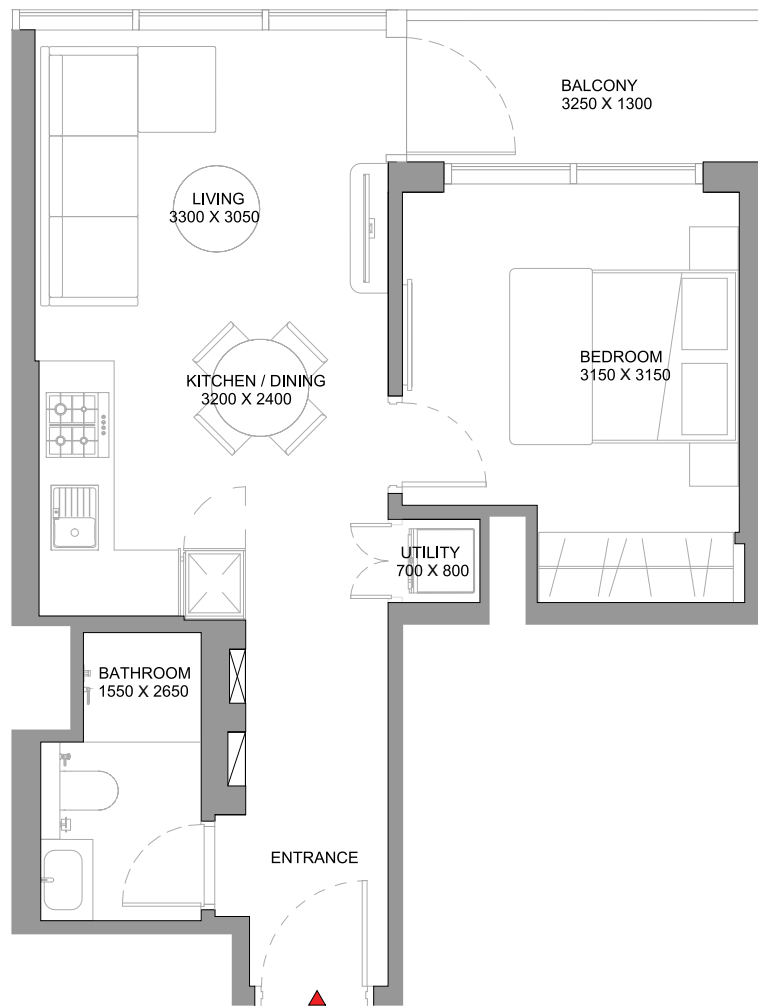 BALCONY
3250 X 1300
LIVING
3300 X 3050
BEDROOM
3150 X 3150
KITCHEN / DINING
3200 X 2400
UTILITY
700 X 800
BATHROOM
1550 X 2650
ENTRANCE